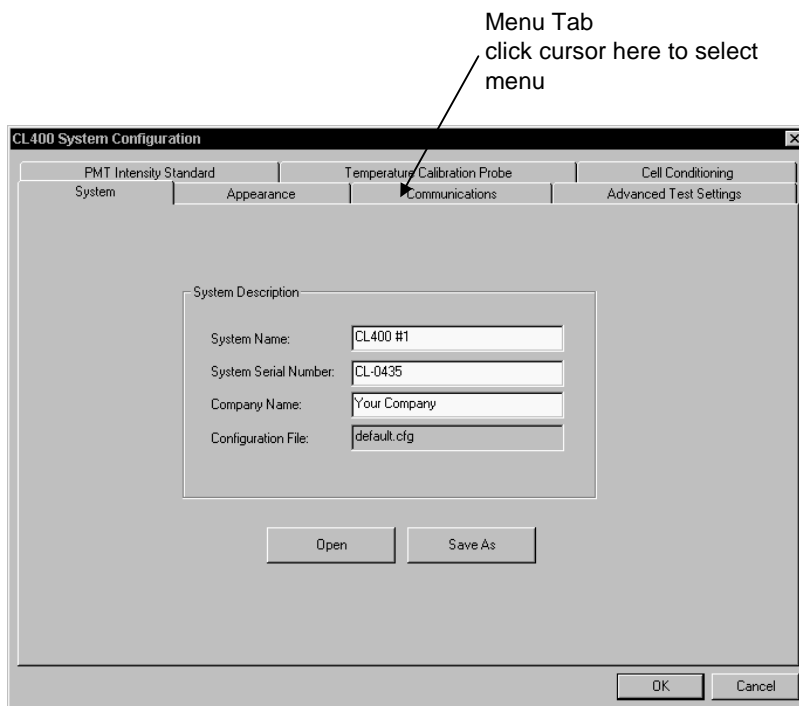 Menu Tab
click cursor here to select
menu
CL400 System Configuration
PMT Intensity Standard Temperature Calibration Probe Cell Conditioning
System Appearance Communications Advanced Test Settings
System Description
System Name: CL400 #1
System Serial Number: CL-0435
Company Name: Your Company
Configuration File: default.cfg
Open Save As
OK Cancel